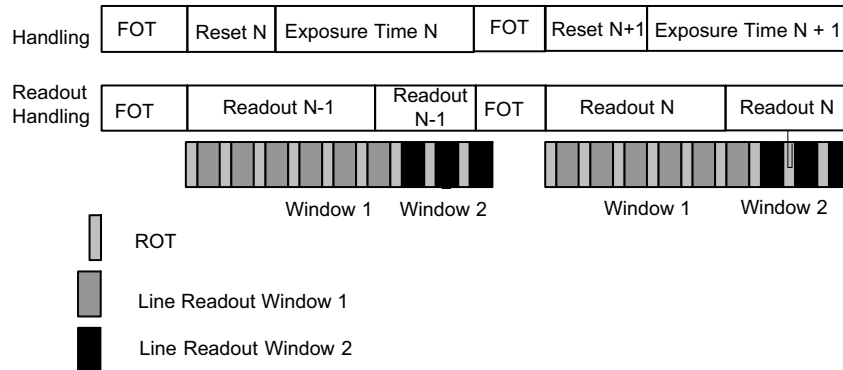 Handling
FOT
Reset N
Exposure Time N
FOT
Reset N+1
Exposure Time N + 1
Readout
Handling
FOT
Readout N-1
Readout
N-1
FOT
Readout N
Readout N
Window 1
Window 2
Window 1
Window 2
ROT
Line Readout Window 1
Line Readout Window 2